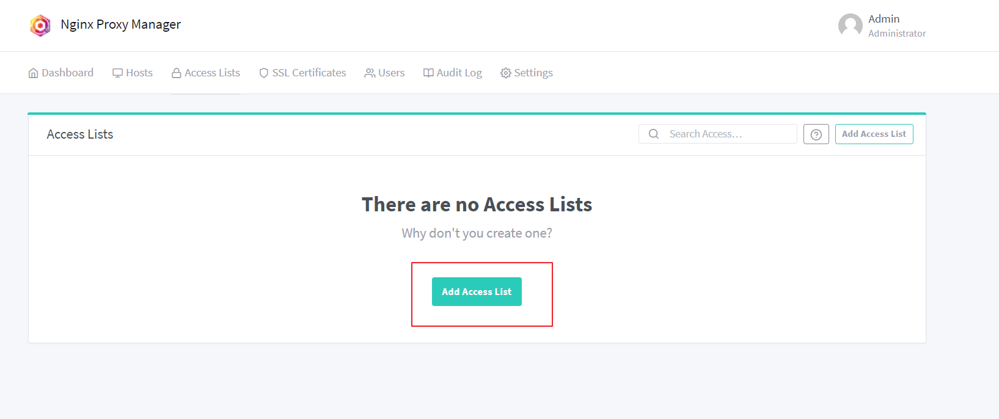 Nginx Proxy Manager
Admin
Administrator
Dashboard Hosts Access Lists SSL Certificates Users Audit Log Settings
Access Lists Search Access... Add Access List
There are no Access Lists
Why don't you create one?
Add Access List